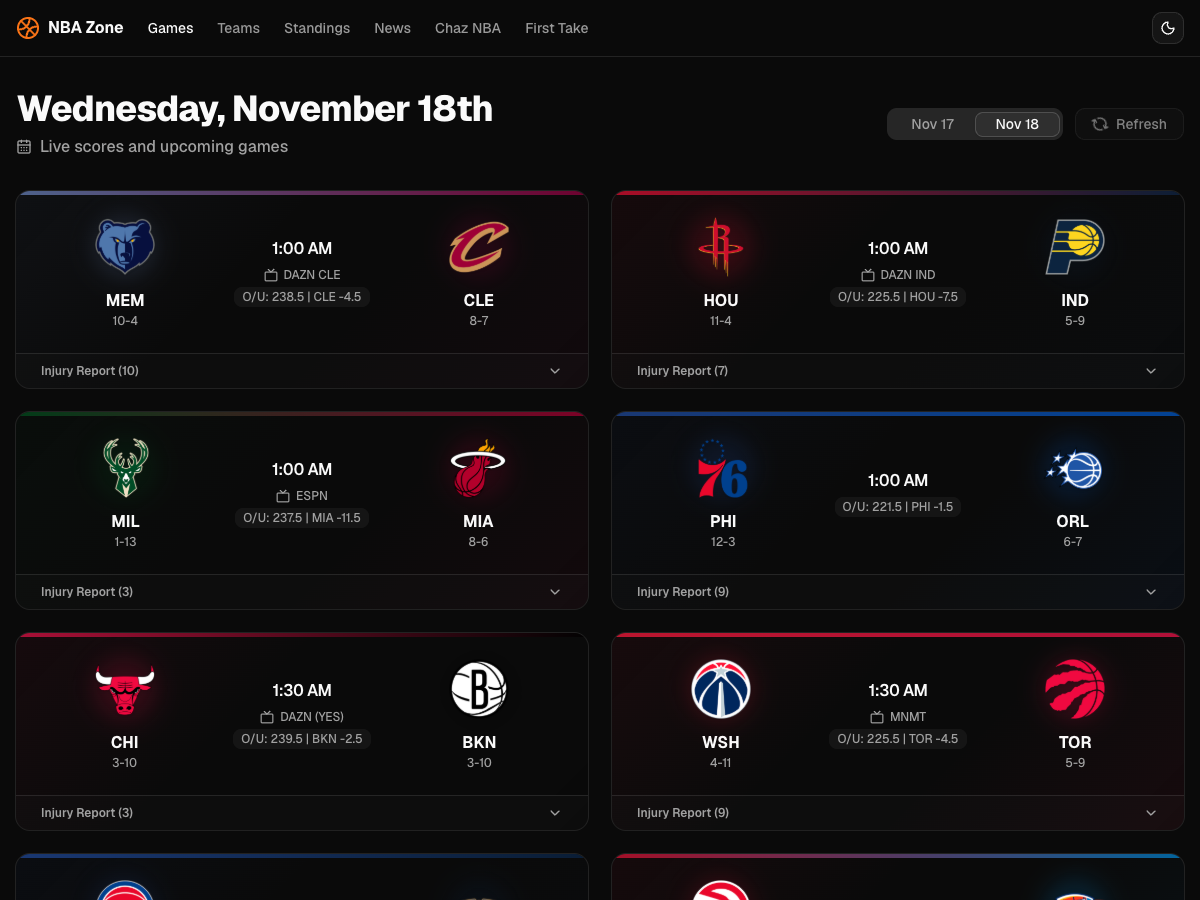 NBA Zone Games Teams Standings News Chaz NBA First Take
Wednesday, November 18th
Live scores and upcoming games
Nov 17 Nov 18 Refresh
1:00 AM
DAZN CLE
O/U: 238.5 | CLE -4.5
MEM
10-4
CLE
8-7
Injury Report (10)
1:00 AM
DAZN IND
O/U: 225.5 | HOU -7.5
HOU
11-4
IND
5-9
Injury Report (7)
1:00 AM
ESPN
O/U: 237.5 | MIA -11.5
MIL
1-13
MIA
8-6
Injury Report (3)
76
1:00 AM
O/U: 221.5 | PHI -1.5
PHI
12-3
ORL
6-7
Injury Report (9)
B
1:30 AM
DAZN (YES)
O/U: 239.5 | BKN -2.5
CHI
3-10
BKN
3-10
Injury Report (3)
1:30 AM
MNMT
O/U: 225.5 | TOR -4.5
WSH
4-11
TOR
5-9
Injury Report (9)